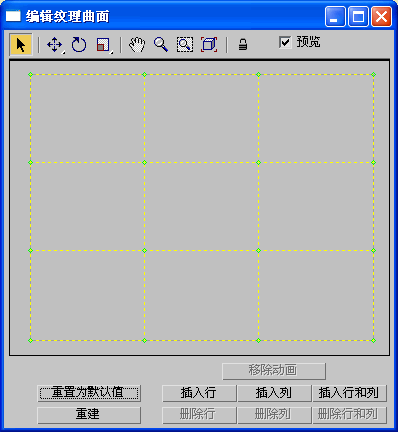 编辑纹理曲面
预览
移除动画
重置为默认值 插入行 插入列 插入行和列
重建 删除行 删除列 删除行和列